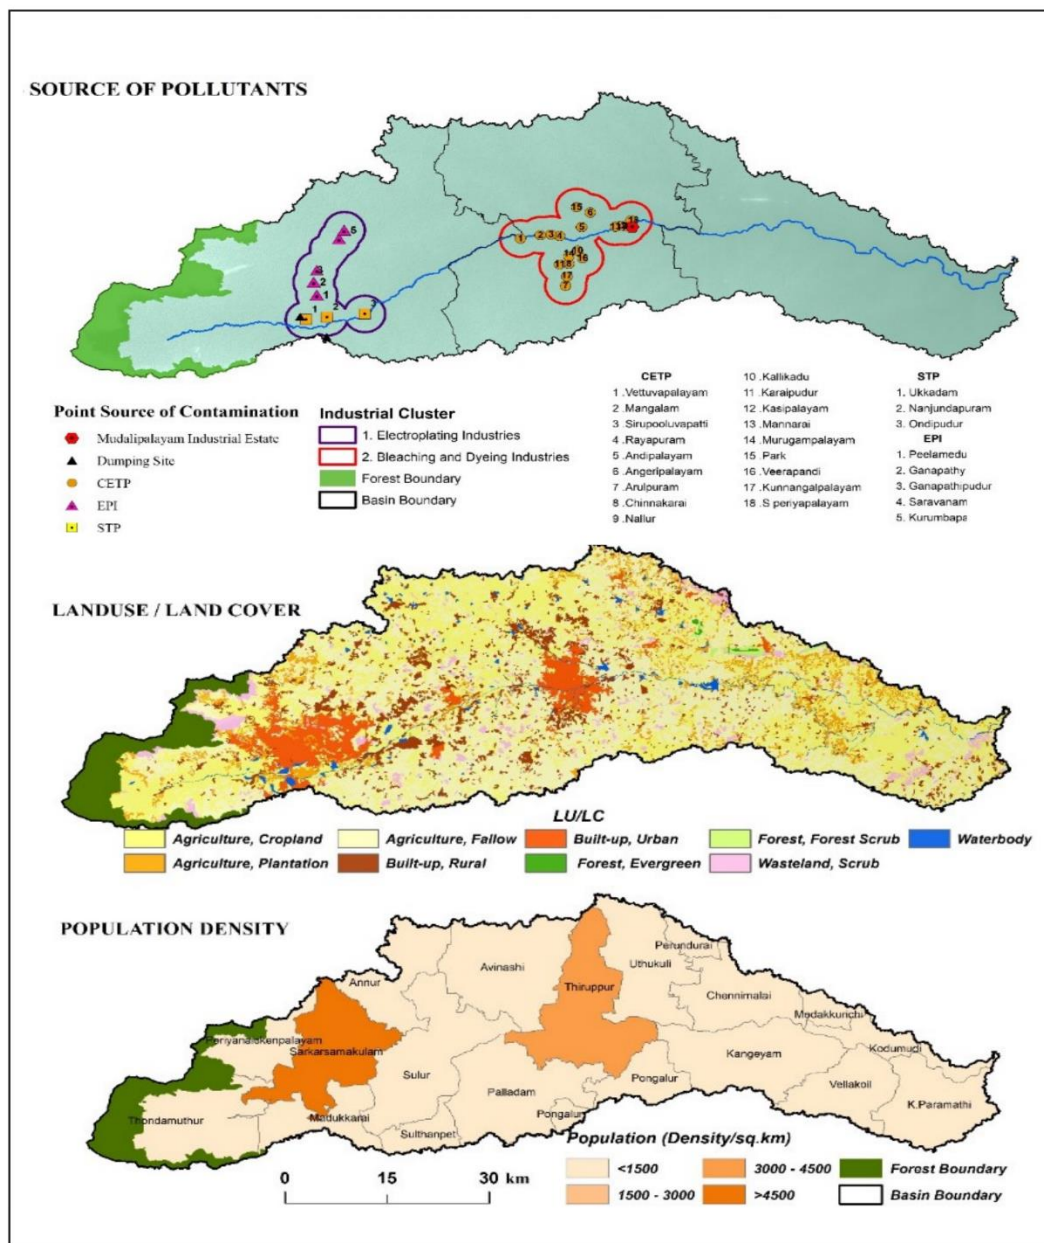 SOURCE OF POLLUTANTS
5
4
2
1
1
2
3
15
6
5
1
2
3
4
16
17
7
Point Source of Contamination
Mudalipalayam Industrial Estate
Dumping Site
CETP
EPI
STP
Industrial Cluster
1. Electroplating Industries
2. Bleaching and Dyeing Industries
Forest Boundary
Basin Boundary
CETP
1 .Vettuvapalayam
2 .Mangalam
3 .Sirupooluvapatti
4 .Rayapuram
5 .Andipalayam
6 .Angeripalayam
7 .Arulpuram
8 .Chinnakarai
9 .Nallur
10 .Kallikadu
11 .Karaipudur
12 .Kasipalayam
13 .Mannarai
14 .Murugampalayam
15 .Park
16 .Veerapandi
17 .Kunnangalpalayam
18 .S periyapalayam
STP
1. Ukkadam
2. Nanjundapuram
3. Ondipudur
EPI
1. Peelamedu
2. Ganapathy
3. Ganapathipudur
4. Saravanam
5. Kurumbapa
LANDUSE / LAND COVER
LU/LC
Agriculture, Cropland
Agriculture, Fallow
Built-up, Urban
Forest, Forest Scrub
Waterbody
Agriculture, Plantation
Built-up, Rural
Forest, Evergreen
Wasteland, Scrub
POPULATION DENSITY
Annur
Avinashi
Perundurai
Uthukuli
Thiruppur
Chennimalai
Modakkurichi
Sarkarsamakulam
Sulur
Kangeyam
Kodumudi
Palladam
Pongalur
Vellakoil
K.Paramathi
Thondamuthur
Madukkarai
Sulthanpet
Pongalur
Population (Density/sq.km)
<1500
3000 - 4500
Forest Boundary
1500 - 3000
>4500
Basin Boundary
0 15 30 km